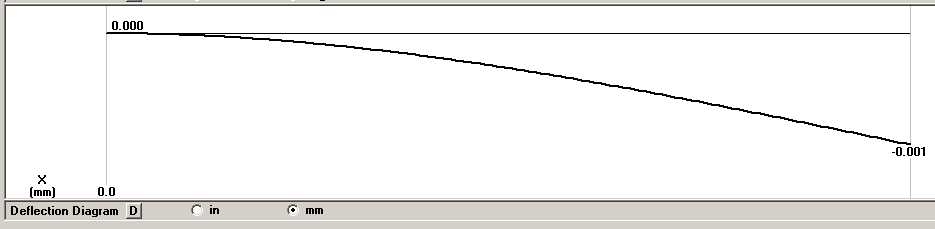 0.000
-0.001
X
(mm)
0.0
Deflection Diagram D in mm